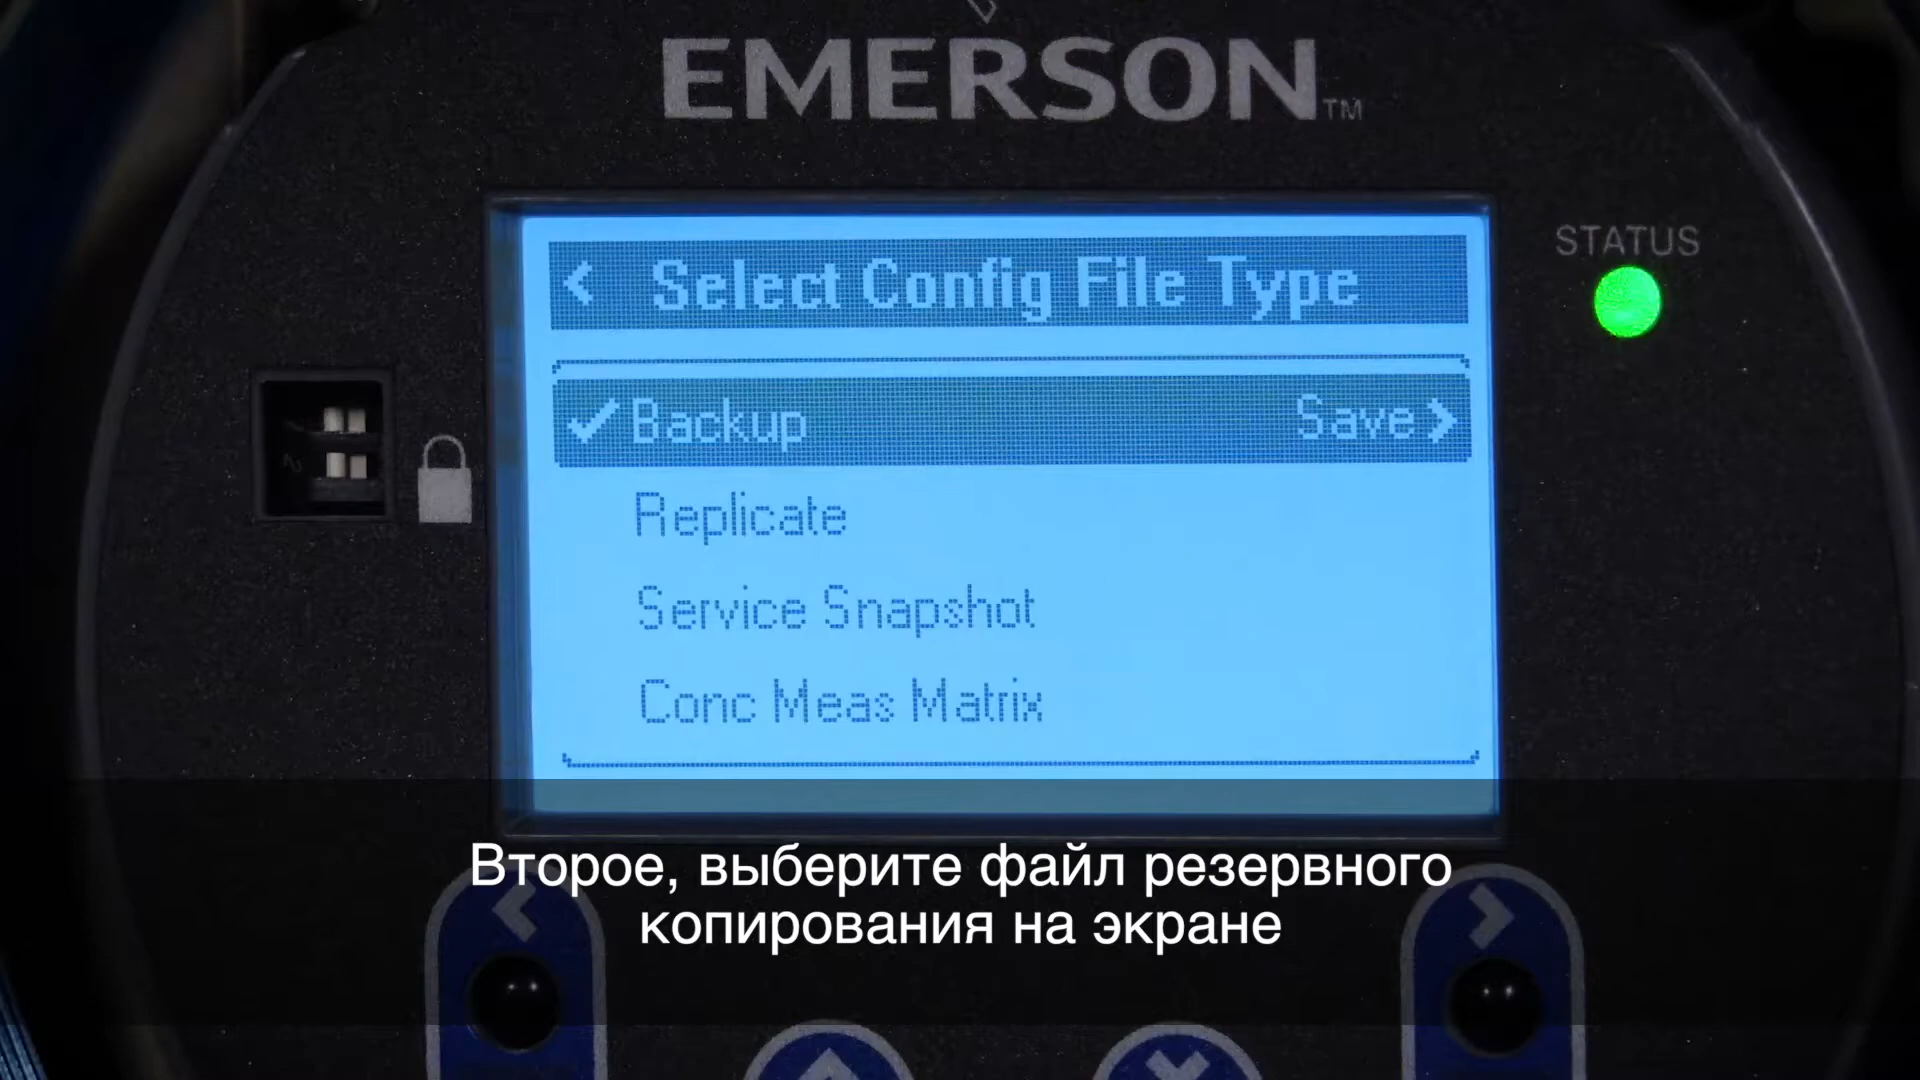 EMERSON™
STATUS
Select Config File Type
Backup Save
Replicate
Service Snapshot
Conc Meas Matrix
Второе, выберите файл резервного
копирования на экране